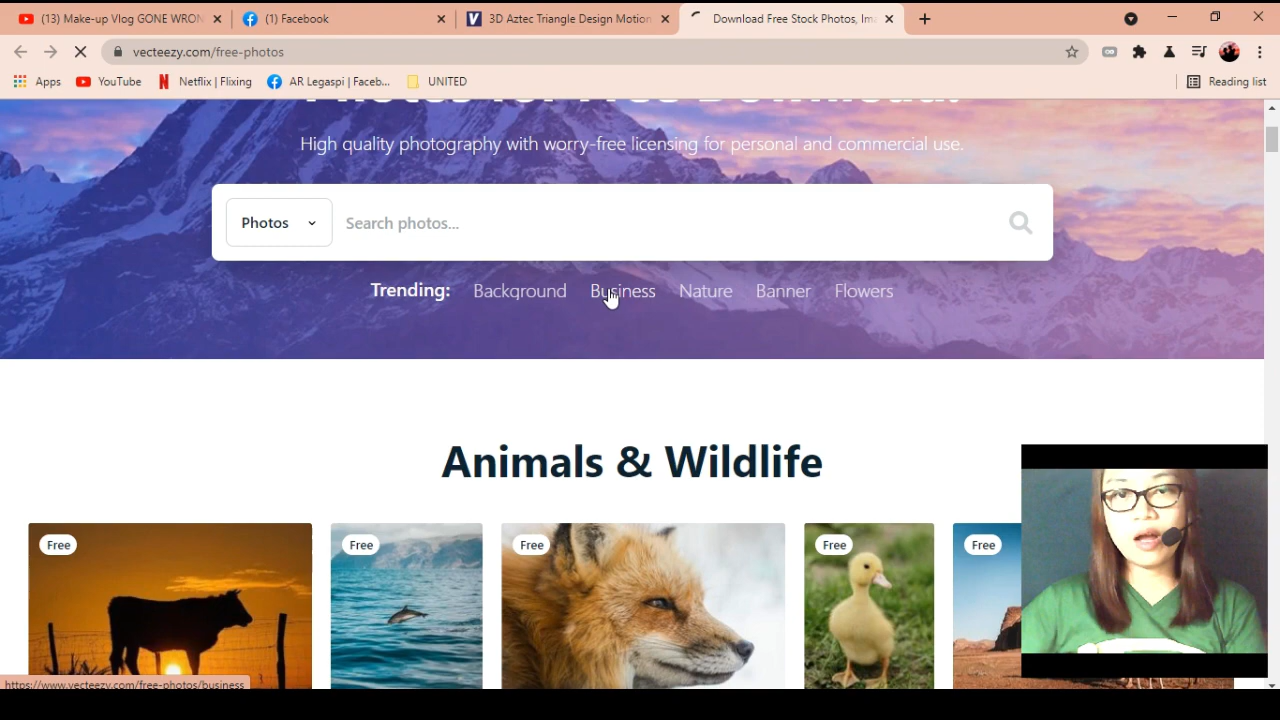 (13) Make-up Vlog GONE WRON
(1) Facebook
3D Aztec Triangle Design Motion
Download Free Stock Photos, Im
vecteezy.com/free-photos
Apps
YouTube
Netflix | Flixing
AR Legaspi | Faceb...
UNITED
Reading list
High quality photography with worry-free licensing for personal and commercial use.
Photos
Search photos...
Trending: Background Business Nature Banner Flowers
Animals & Wildlife
Free
Free
Free
Free
Free
https://www.vecteezy.com/free-photos/business